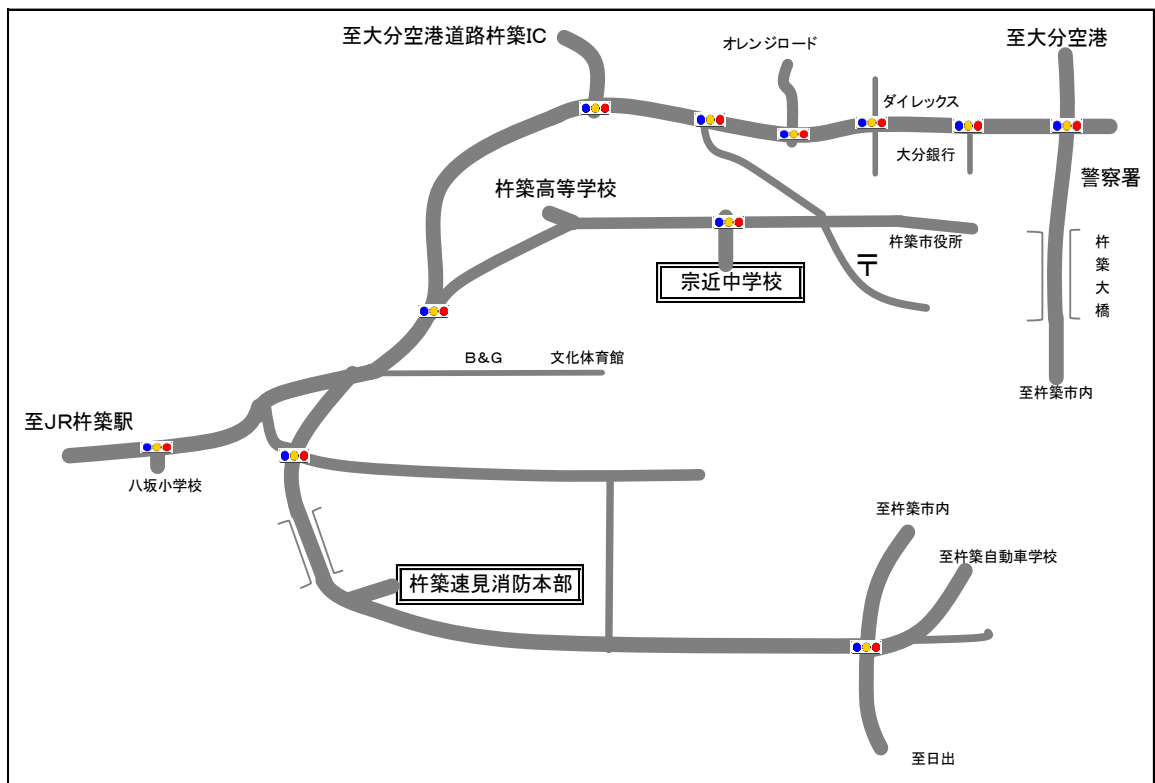 至大分空港道路杵築IC
オレンジロード
至大分空港
ダイレックス
大分銀行
警察署
杵築高等学校
杵築市役所
〒
杵築大橋
宗近中学校
B&G
文化体育館
至杵築市内
至JR杵築駅
八坂小学校
至杵築市内
至杵築自動車学校
杵築速見消防本部
至日出